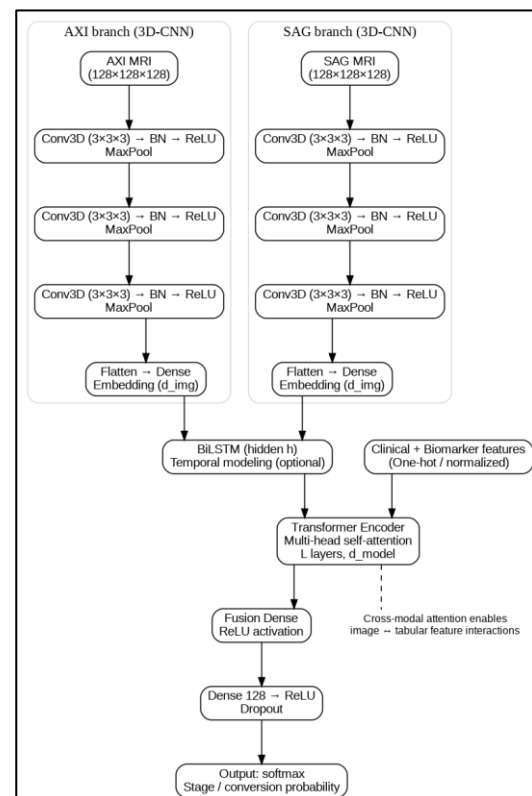 AXI branch (3D-CNN)
AXI MRI
(128×128×128)
Conv3D (3×3×3) → BN → ReLU
MaxPool
Conv3D (3×3×3) → BN → ReLU
MaxPool
Conv3D (3×3×3) → BN → ReLU
MaxPool
Flatten → Dense
Embedding (d_img)
SAG branch (3D-CNN)
SAG MRI
(128×128×128)
Conv3D (3×3×3) → BN → ReLU
MaxPool
Conv3D (3×3×3) → BN → ReLU
MaxPool
Conv3D (3×3×3) → BN → ReLU
MaxPool
Flatten → Dense
Embedding (d_img)
BiLSTM (hidden h)
Temporal modeling (optional)
Clinical + Biomarker features
(One-hot / normalized)
Transformer Encoder
Multi-head self-attention
L layers, d_model
Cross-modal attention enables
image ↔ tabular feature interactions
Fusion Dense
ReLU activation
Dense 128 → ReLU
Dropout
Output: softmax
Stage / conversion probability